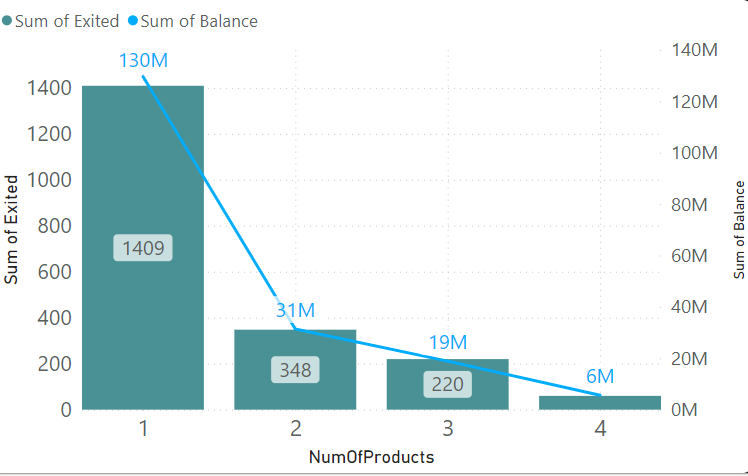 Sum of Exited Sum of Balance
130M
140M
1400
120M
1200
100M
1000
80M
800
1409
60M
600
31M
40M
400
19M
348
20M
200
220
6M
0
0M
1 2 3 4
NumOfProducts
Sum of Exited
Sum of Balance